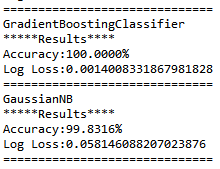 ==============================
GradientBoostingClassifier
*****Results****
Accuracy:100.0000%
Log Loss:0.0014008331867981828
==============================
GaussianNB
*****Results****
Accuracy:99.8316%
Log Loss:0.058146088207023876
==============================